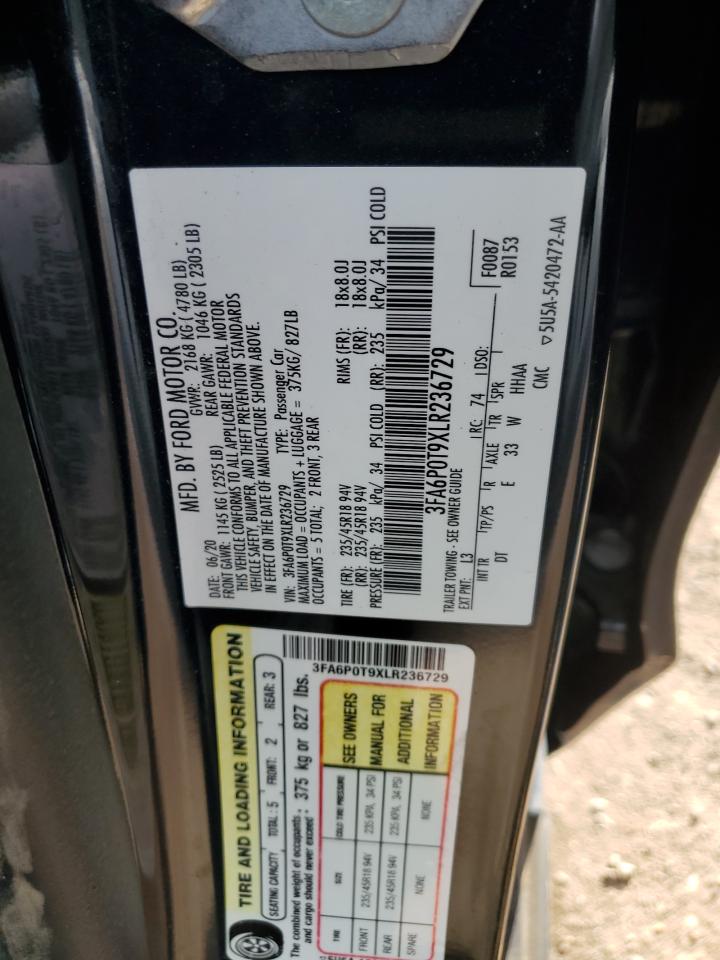 MFD. BY FORD MOTOR CO.
DATE: 06/20 GVWR: 2168 KG ( 4780 LB)
FRONT GAWR: 1145 KG ( 2525 LB) REAR GAWR: 1046 KG ( 2305 LB)
THIS VEHICLE CONFORMS TO ALL APPLICABLE FEDERAL MOTOR
VEHICLE SAFETY, BUMPER, AND THEFT PREVENTION STANDARDS
IN EFFECT ON THE DATE OF MANUFACTURE SHOWN ABOVE.
VIN: 3FA6P0T9XLR236729 TYPE: Passenger Car
MAXIMUM LOAD = OCCUPANTS + LUGGAGE = 375KG/ 827LB
OCCUPANTS = 5 TOTAL; 2 FRONT, 3 REAR
TIRE (FR): 235/45R18 94V RIMS (FR): 18x8.0J
(RR): 235/45R18 94V (RR): 18x8.0J
PRESSURE (FR): 235 kPa/ 34 PSI COLD (RR): 235 kPa/ 34 PSI COLD
3FA6P0T9XLR236729
TRAILER TOWING - SEE OWNER GUIDE
EXT PNT: L3 RC: 74 DSO: F0087
R0153
INT TR TP/PS R AXLE TR SPR
DT E 33 W HHAA
CMC ▽5U5A-5420472-AA
TIRE AND LOADING INFORMATION
SEATING CAPACITY TOTAL : 5 FRONT: 2 REAR: 3
The combined weight of occupants
and cargo should never exceed : 375 kg or 827 lbs.
3FA6P0T9XLR236729
TIRE SIZE COLD TIRE PRESSURE
FRONT 235/45R18 94V 235 KPA, 34 PSI
REAR 235/45R18 94V 235 KPA, 34 PSI
SPARE NONE NONE
SEE OWNERS
MANUAL FOR
ADDITIONAL
INFORMATION